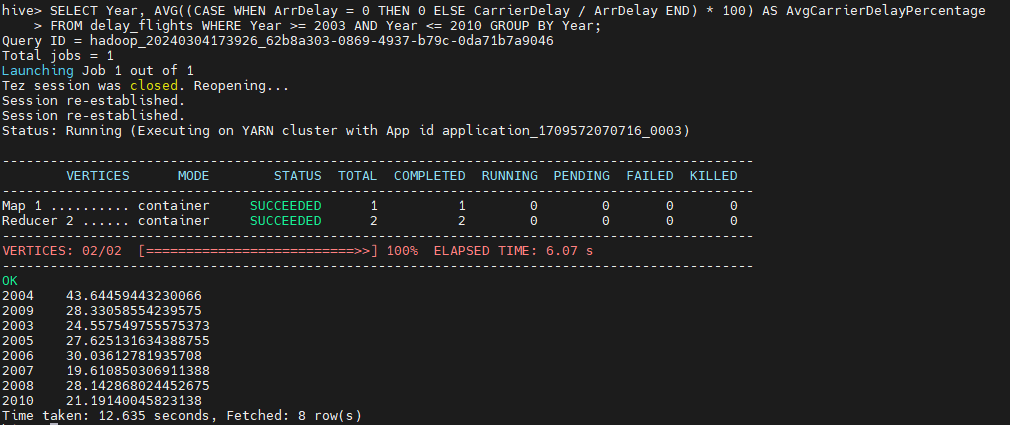 hive> SELECT Year, AVG((CASE WHEN ArrDelay = 0 THEN 0 ELSE CarrierDelay / ArrDelay END) * 100) AS AvgCarrierDelayPercentage
    > FROM delay_flights WHERE Year >= 2003 AND Year <= 2010 GROUP BY Year;
Query ID = hadoop_20240304173926_62b8a303-0869-4937-b79c-0da71b7a9046
Total jobs = 1
Launching Job 1 out of 1
Tez session was closed. Reopening...
Session re-established.
Session re-established.
Status: Running (Executing on YARN cluster with App id application_1709572070716_0003)
----------------------------------------------------------------------------------------------
        VERTICES      MODE        STATUS  TOTAL  COMPLETED  RUNNING  PENDING  FAILED  KILLED
----------------------------------------------------------------------------------------------
Map 1 .......... container     SUCCEEDED      1          1        0        0       0       0
Reducer 2 ...... container     SUCCEEDED      2          2        0        0       0       0
----------------------------------------------------------------------------------------------
VERTICES: 02/02  [==========================>>] 100%  ELAPSED TIME: 6.07 s
----------------------------------------------------------------------------------------------
OK
2004    43.64459443230066
2009    28.33058554239575
2003    24.557549755575373
2005    27.625131634388755
2006    30.03612781935708
2007    19.610850306911388
2008    28.142868024452675
2010    21.19140045823138
Time taken: 12.635 seconds, Fetched: 8 row(s)